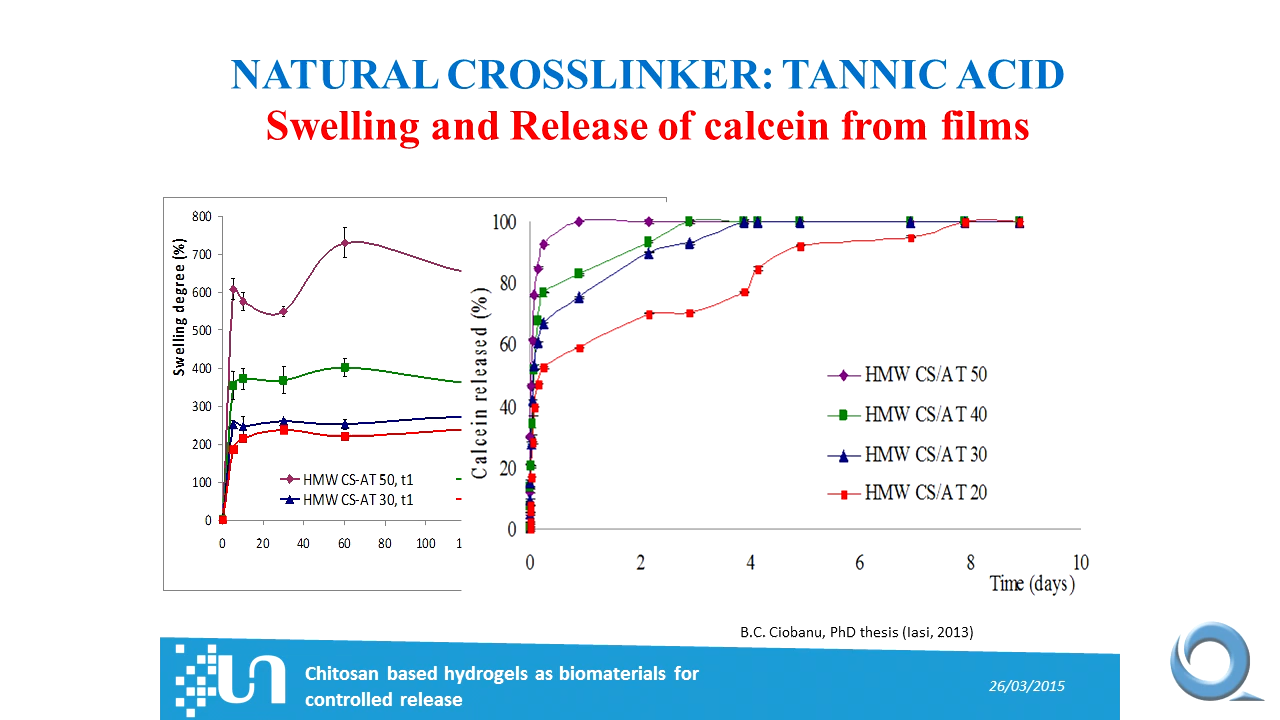 NATURAL CROSSLINKER: TANNIC ACID
Swelling and Release of calcein from films
Swelling degree (%)
800
700
600
500
400
300
200
100
0
0 20 40 60 80 100 1
HMW CS-AT 50, t1
HMW CS-AT 30, t1
Calcein released (%)
100
80
60
40
20
0
0 2 4 6 8 10
Time (days)
HMW CS/AT 50
HMW CS/AT 40
HMW CS/AT 30
HMW CS/AT 20
B.C. Ciobanu, PhD thesis (Iasi, 2013)
Chitosan based hydrogels as biomaterials for
controlled release
26/03/2015